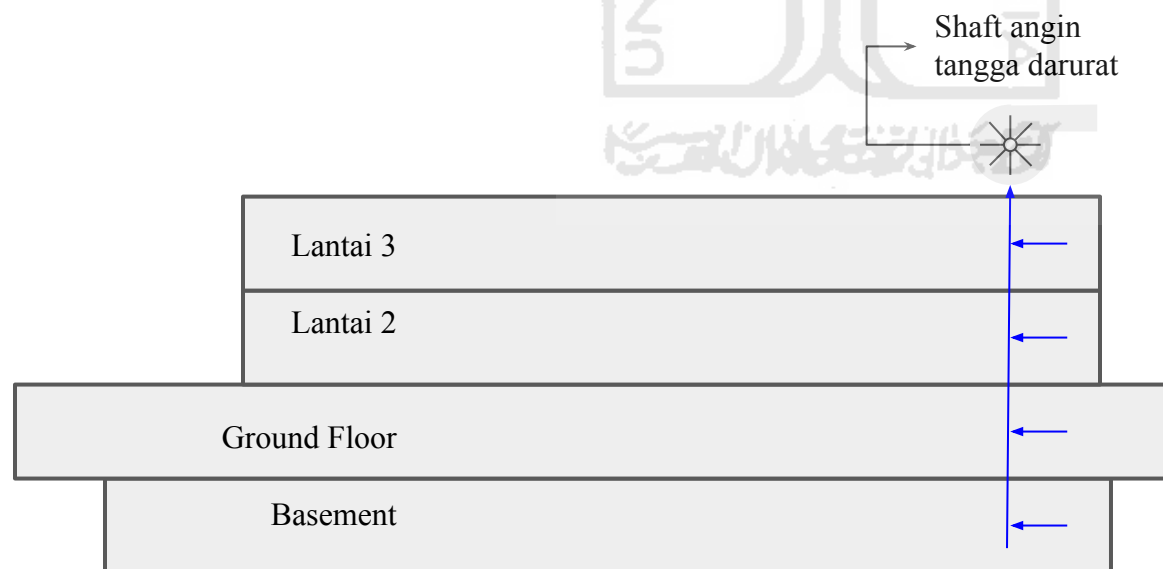 Shaft angin
tangga darurat
Lantai 3
Lantai 2
Ground Floor
Basement